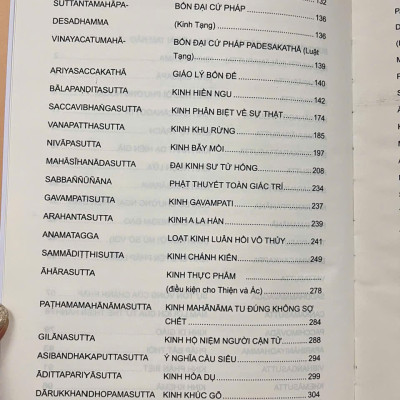 132
SUTTANTAMAHĀPA- BỐN ĐẠI CỨ PHÁP 136
DESADHAMMA (Kinh Tạng) 136
VINAYACATUMAHĀ- BỐN ĐẠI CỨ PHÁP PADESAKATHĀ (Luật
Tạng) 139
ARIYASACCAKATHĀ GIÁO LÝ BỐN ĐẾ 140
BĀLAPANDITASUTTA KINH HIỀN NGU 142
SACCAVIBHAṄGASUTTA KINH PHÂN BIỆT VỀ SỰ THẬT 174
VANAPATTHASUTTA KINH KHU RỪNG 185
NIVĀPASUTTA KINH BẪY MỒI 197
MAHĀSĪHANĀDASUTTA ĐẠI KINH SƯ TỬ HỐNG 208
SABBAÑÑŪÑĀNA PHẬT THUYẾT TOÀN GIÁC TRÍ 234
GAVAMPATISUTTA KINH GAVAMPATI 237
ARAHANTASUTTA KINH A LA HÁN 239
ANAMATAGGA LOẠT KINH LUÂN HỒI VÔ THỦY 241
SAMMĀDIṬṬHISUTTA KINH CHÁNH KIẾN 249
ĀHĀRASUTTA KINH THỰC PHẨM
(điều kiện cho Thiện và Ác) 278
PAṬHAMAMAHĀNĀMASUTTA KINH MAHĀNĀMA TU ĐÚNG KHÔNG SỢ
CHẾT 284
GILĀNASUTTA KINH HỘ NIỆM NGƯỜI CẬN TỬ 288
ASIBANDHAKAPUTTASUTTA Ý NGHĨA CẦU SIÊU 294
ĀDITTAPARIYĀSUTTA KINH HỎA DỤ 299
DĀRUKKHANDHOPAMASUTTA KINH KHÚC GỖ 304